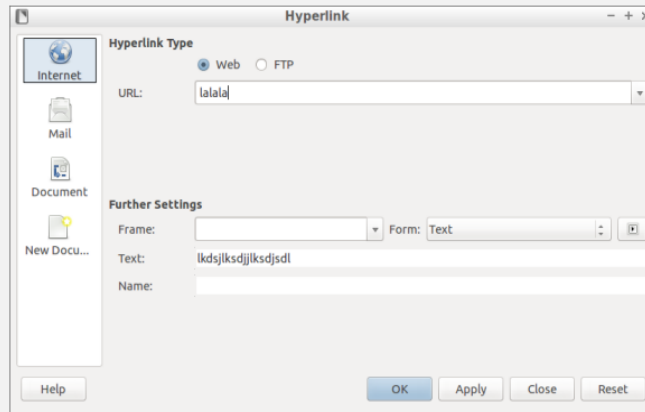 Hyperlink
Internet
Mail
Document
New Docu...
Hyperlink Type
Web FTP
URL: lalala
Further Settings
Frame: Form: Text
Text: lkdsjlksdjjlksdjsdl
Name:
Help OK Apply Close Reset